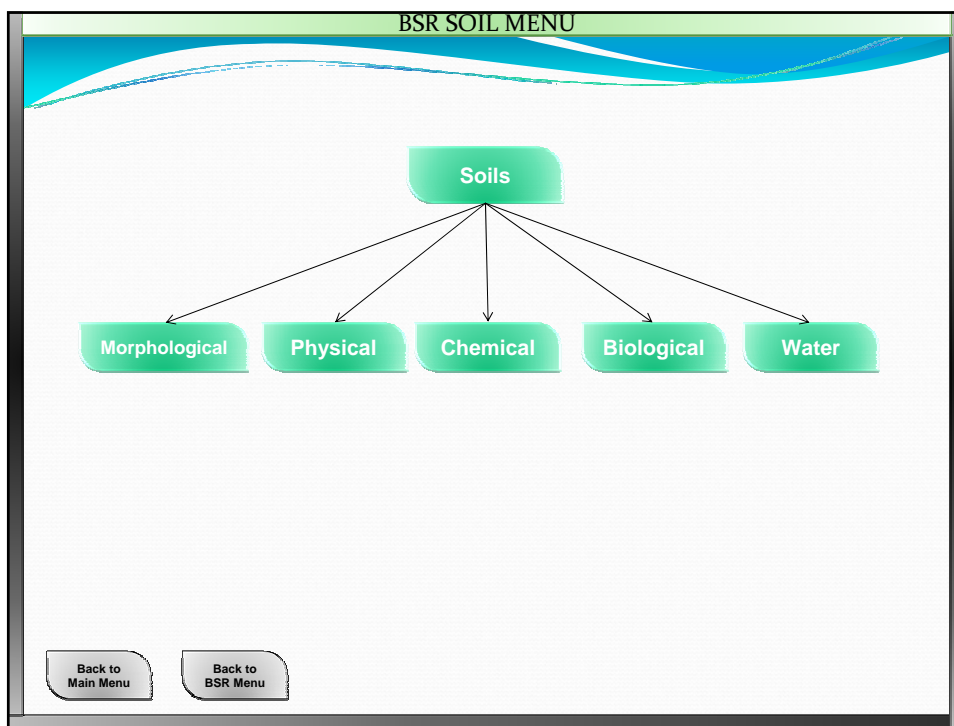 BSR SOIL MENU
Soils
Morphological
Physical
Chemical
Biological
Water
Back to
Main Menu
Back to
BSR Menu